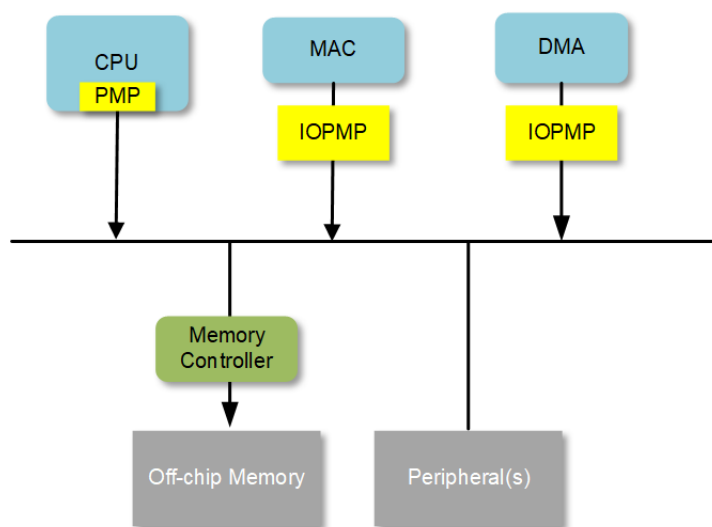 CPU
PMP
MAC
IOPMP
DMA
IOPMP
Memory
Controller
Off-chip Memory
Peripheral(s)